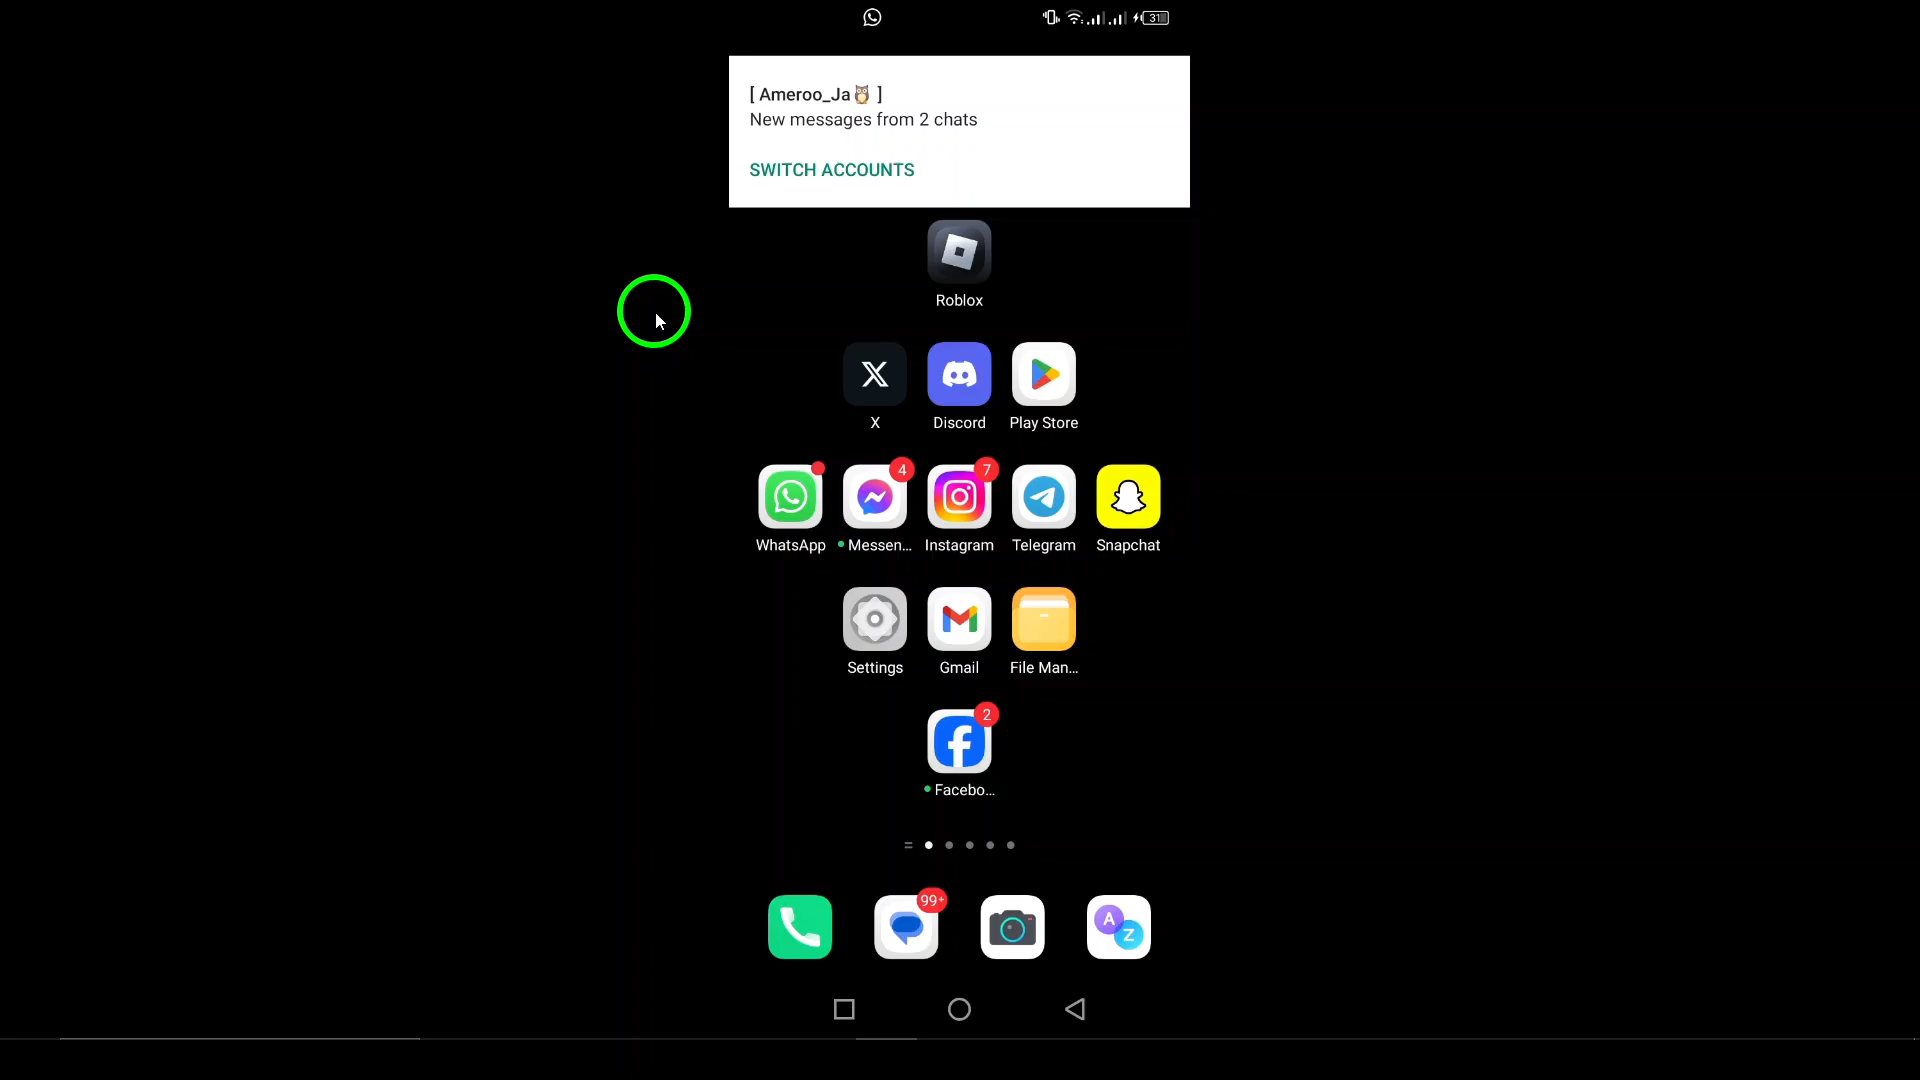 31
[ Ameroo_Ja🦉 ]
New messages from 2 chats
SWITCH ACCOUNTS
Roblox
X Discord Play Store
4 7
WhatsApp Messen... Instagram Telegram Snapchat
Settings Gmail File Man...
2
Facebo...
99+
A Z